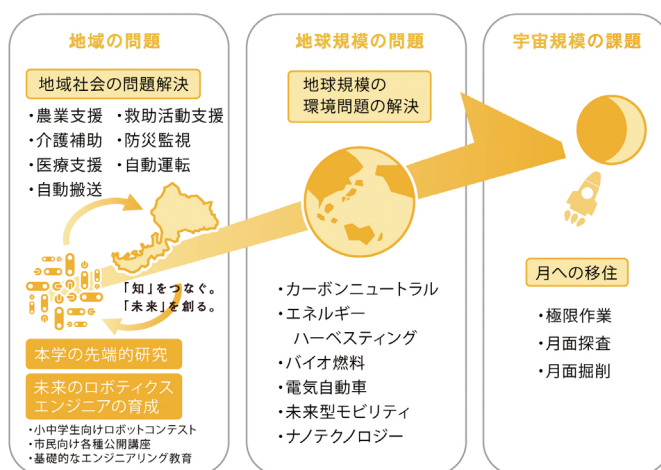 地域の問題
地域社会の問題解決
・農業支援 ・救助活動支援
・介護補助 ・防災監視
・医療支援 ・自動運転
・自動搬送
「知」をつなぐ。
「未来」を創る。
本学の先端的研究
未来のロボティクス
エンジニアの育成
・小中学生向けロボットコンテスト
・市民向け各種公開講座
・基礎的なエンジニアリング教育
地球規模の問題
地球規模の
環境問題の解決
・カーボンニュートラル
・エネルギー
ハーベスティング
・バイオ燃料
・電気自動車
・未来型モビリティ
・ナノテクノロジー
宇宙規模の課題
月への移住
・極限作業
・月面探査
・月面掘削